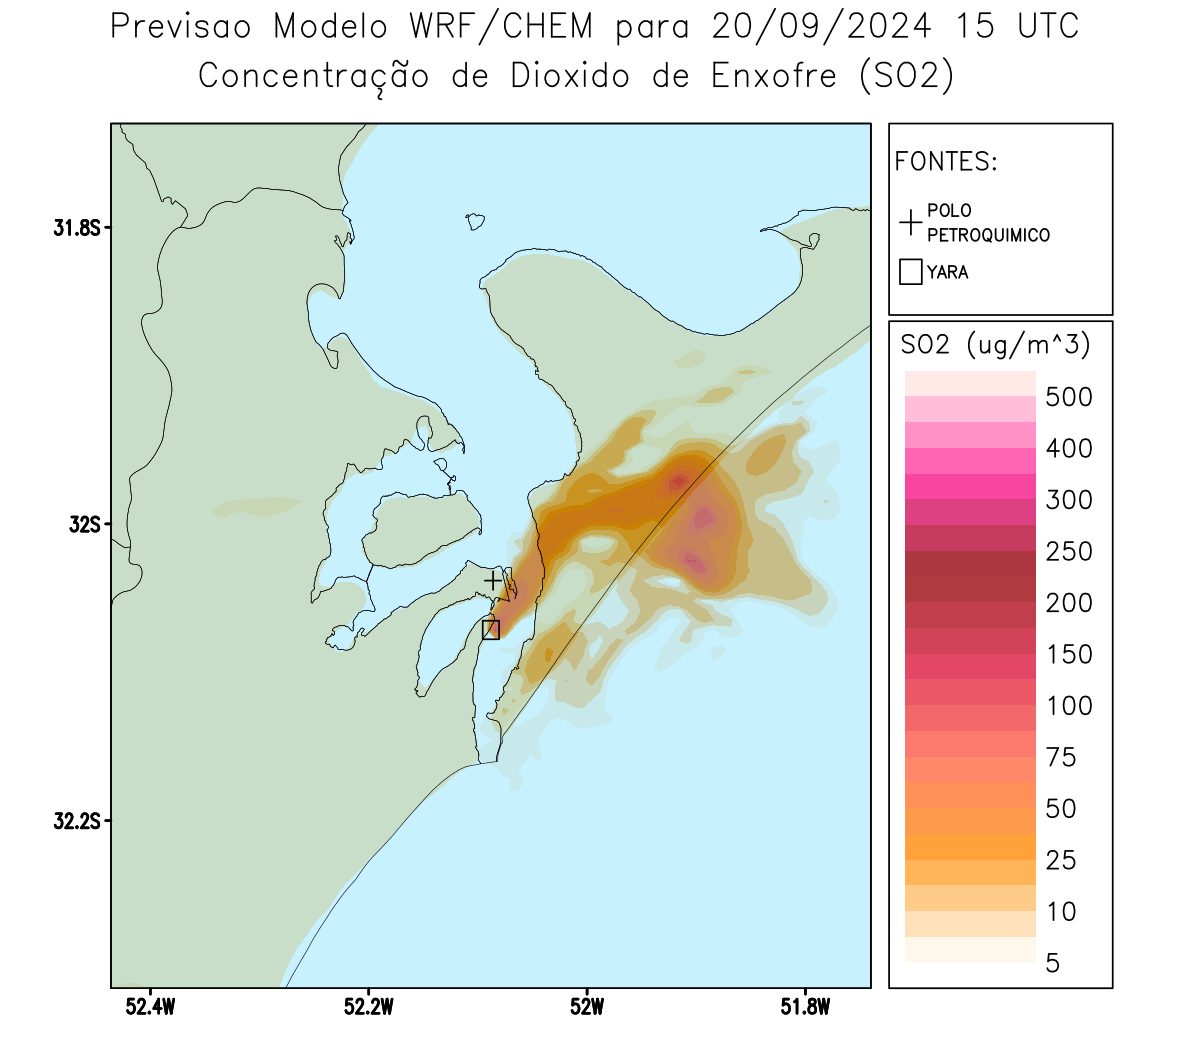 Previsao Modelo WRF/CHEM para 20/09/2024 15 UTC
Concentração de Dioxido de Enxofre (SO2)
FONTES:
POLO
PETROQUIMICO
YARA
31.8S
32S
32.2S
52.4W
52.2W
52W
51.8W
SO2 (ug/m^3)
500
400
300
250
200
150
100
75
50
25
10
5